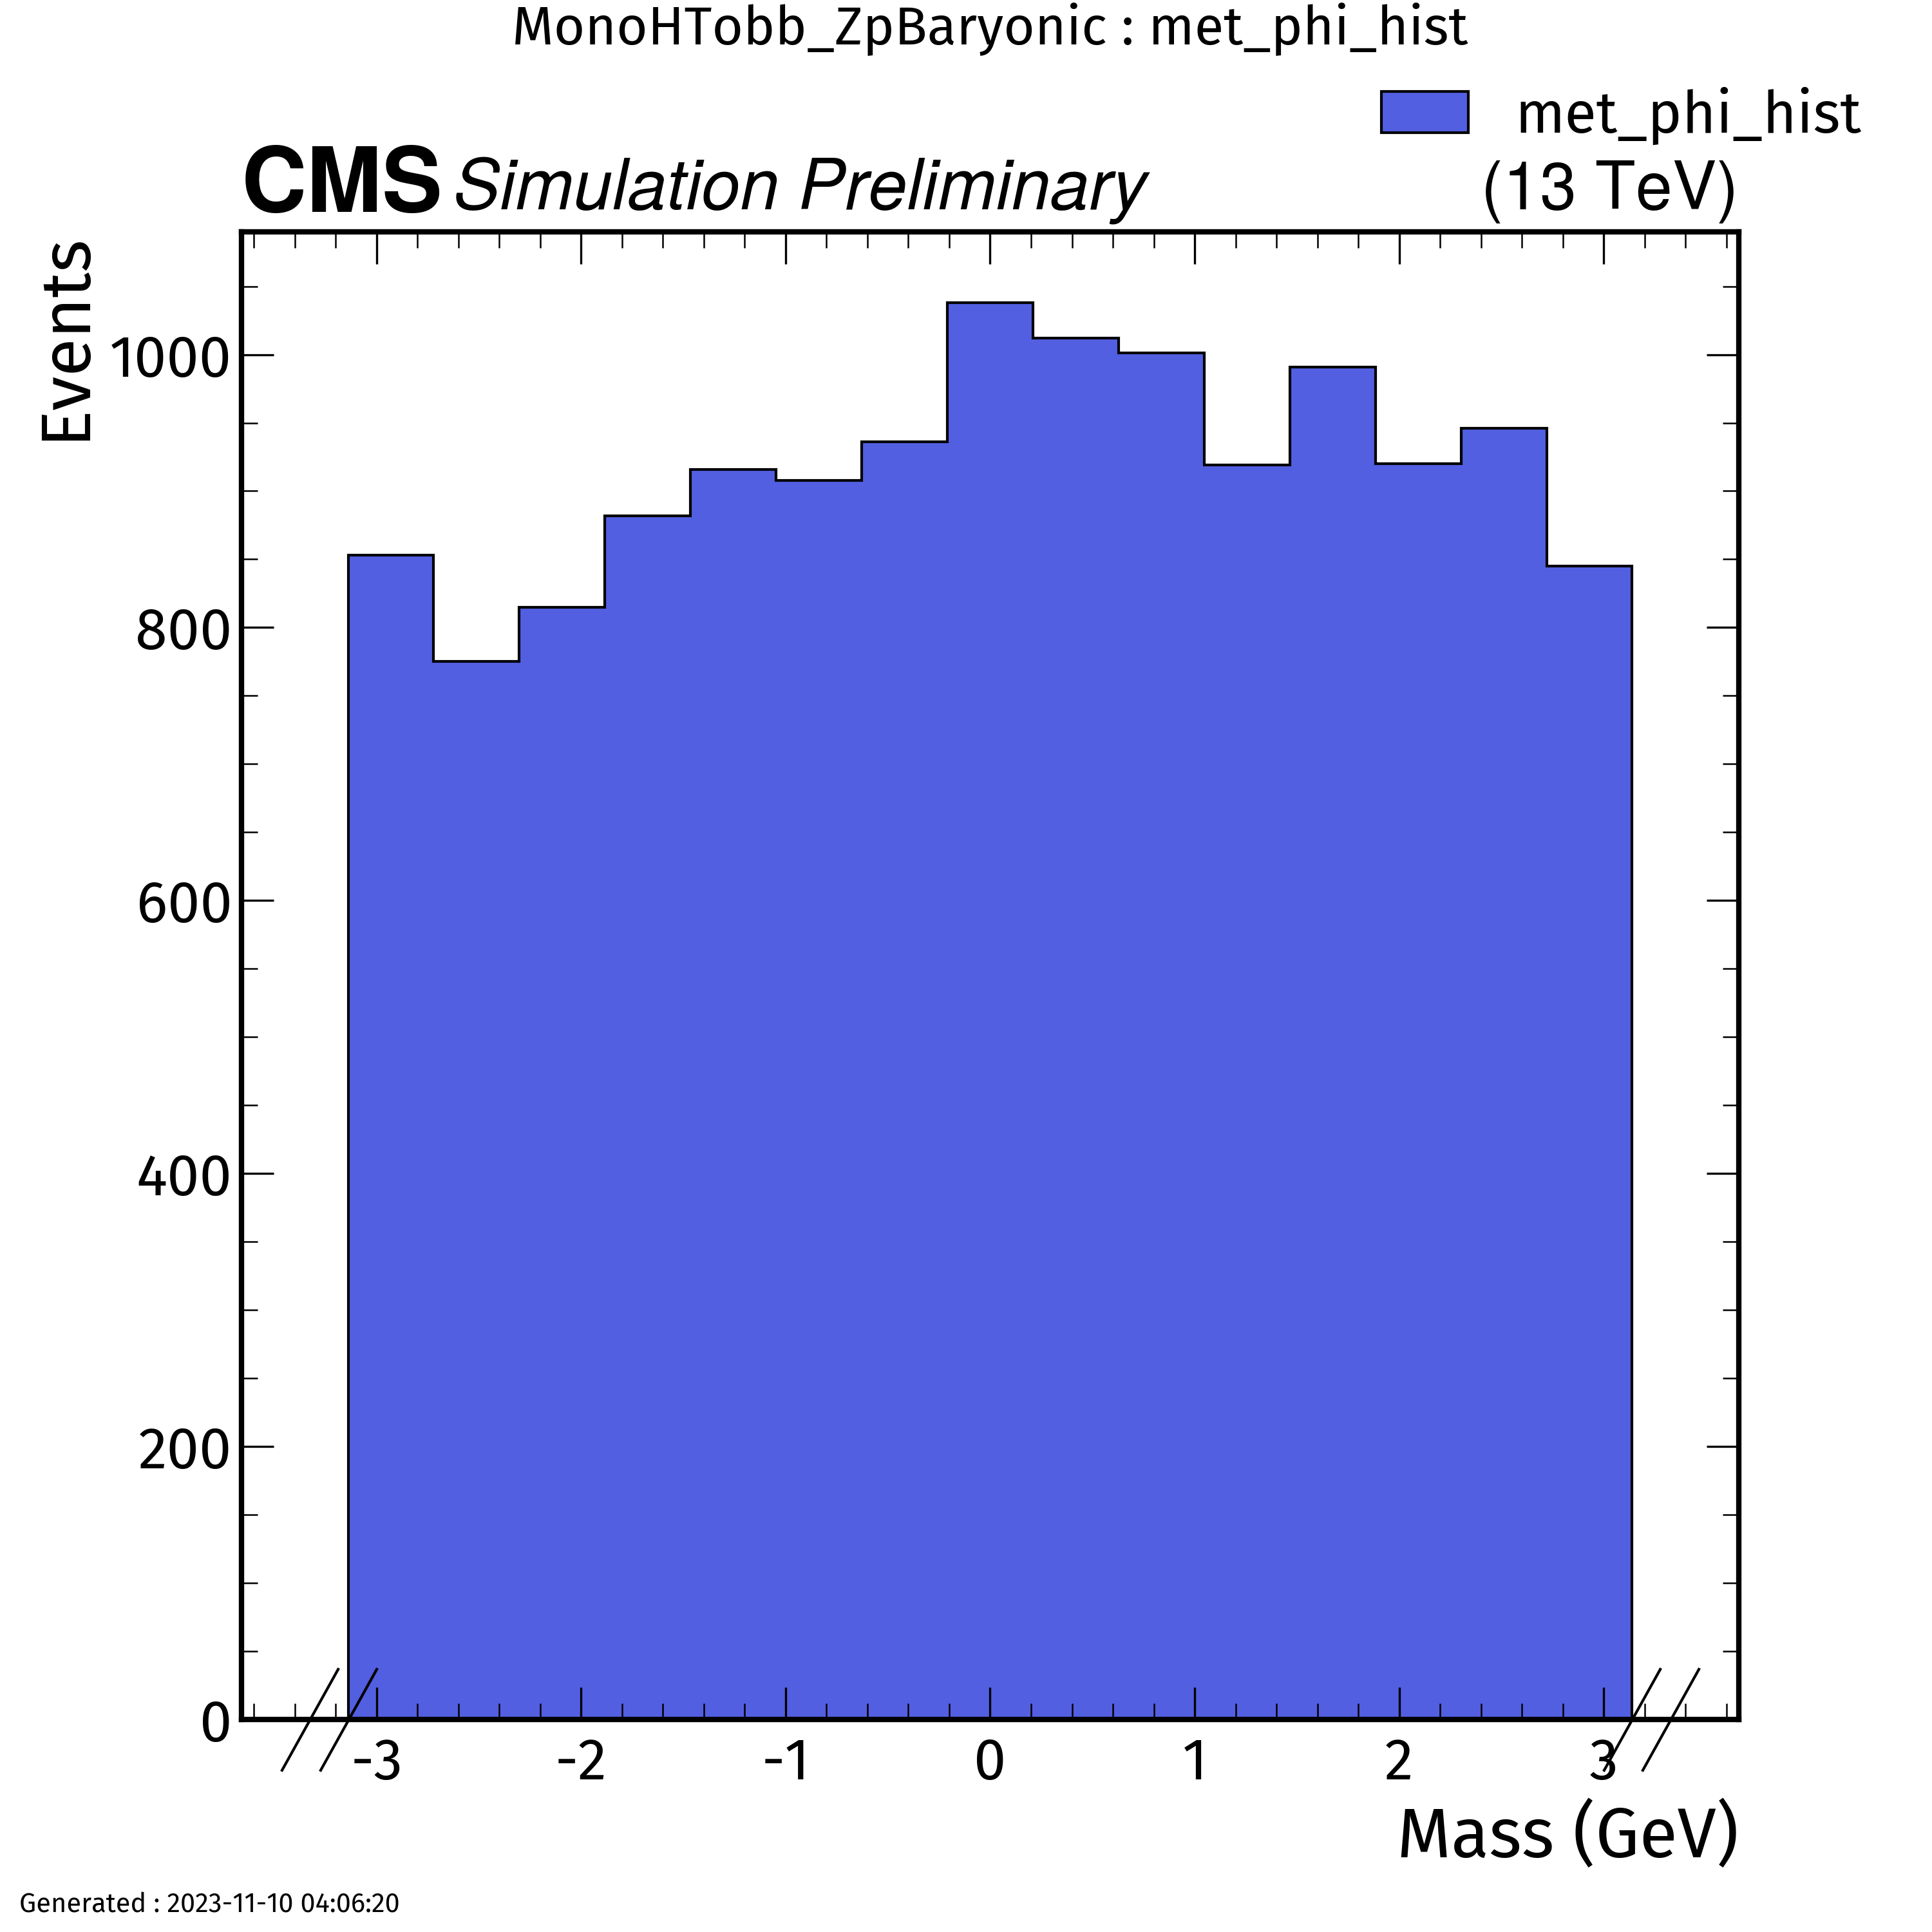 MonoHTobb_ZpBaryonic : met_phi_hist
met_phi_hist
CMS Simulation Preliminary
(13 TeV)
Events
1000
800
600
400
200
0
-3 -2 -1 0 1 2 3
Mass (GeV)
Generated : 2023-11-10 04:06:20